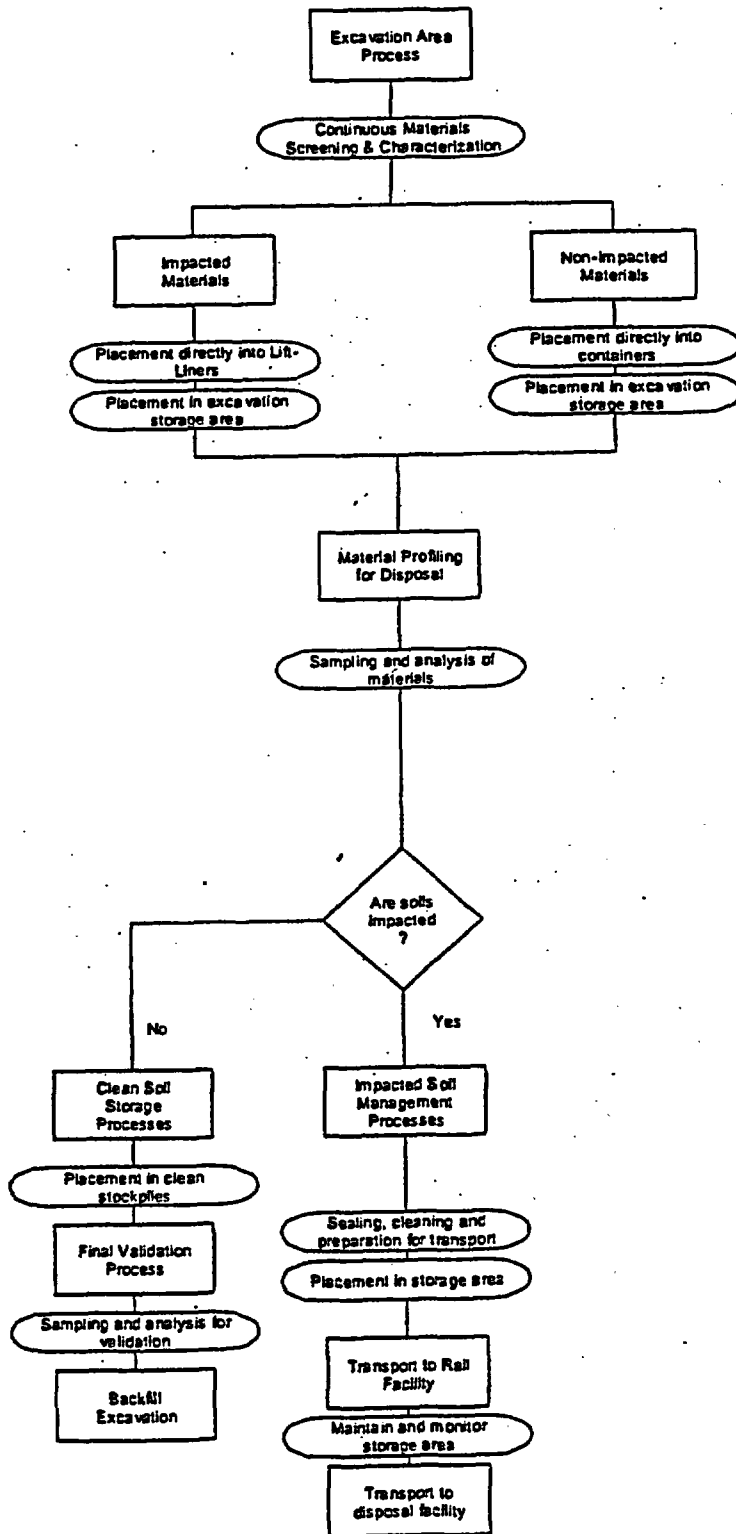 Excavation Area
Process
Continuous Materials
Screening & Characterization
Impacted
Materials
Non-Impacted
Materials
Placement directly into Lift-
Liners
Placement in excavation
storage area
Placement directly into
containers
Placement in excavation
storage area
Material Profiling
for Disposal
Sampling and analysis of
materials
Are soils
Impacted
?
No
Yes
Clean Soil
Storage
Processes
Placement in clean
stockpiles
Final Validation
Process
Sampling and analysis for
validation
Backfill
Excavation
Impacted Soil
Management
Processes
Sealing, cleaning and
preparation for transport
Placement in storage area
Transport to Rail
Facility
Maintain and monitor
storage area
Transport to
disposal facility